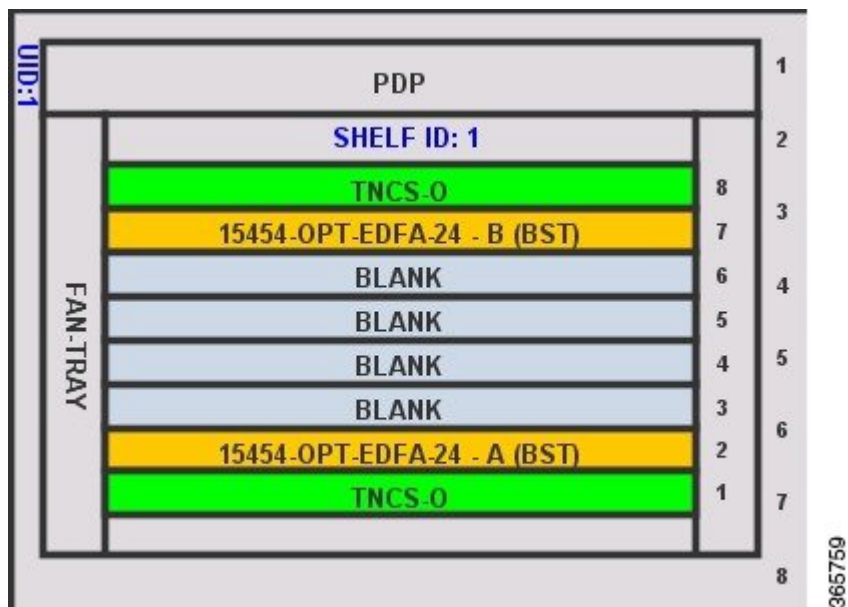 UID:1
PDP
1
SHELF ID: 1
2
TNCS-O
8
3
15454-OPT-EDFA-24 - B (BST)
7
BLANK
6
4
BLANK
5
FAN-TRAY
BLANK
4
5
BLANK
3
6
15454-OPT-EDFA-24 - A (BST)
2
TNCS-O
1
7
8
365759